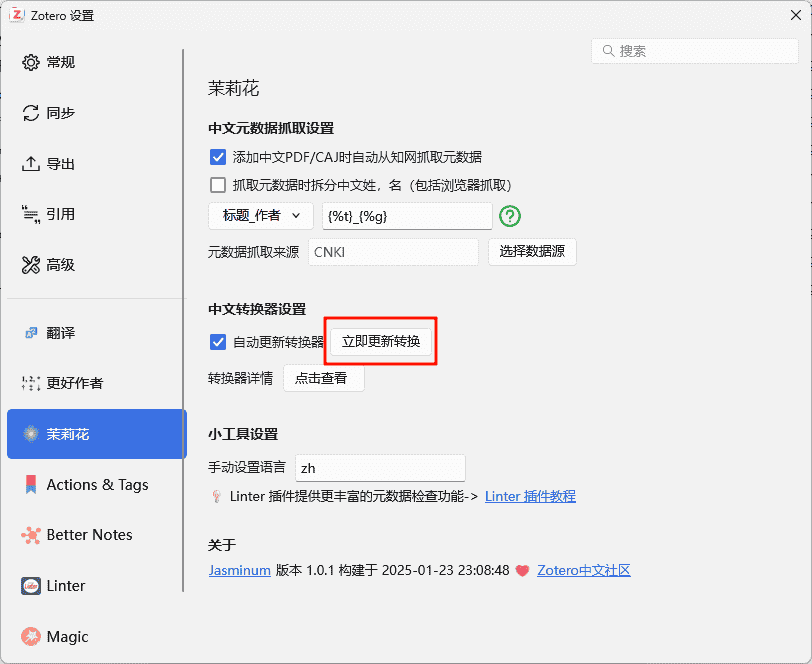 Zotero 设置
搜索
常规
同步
导出
引用
高级
翻译
更好作者
茉莉花
Actions & Tags
Better Notes
Linter
Magic
茉莉花
中文元数据抓取设置
添加中文PDF/CAJ时自动从知网抓取元数据
抓取元数据时拆分中文姓，名（包括浏览器抓取）
标题_作者 {%t}_{%g}
元数据抓取来源 CNKI 选择数据源
中文转换器设置
自动更新转换器 立即更新转换
转换器详情 点击查看
小工具设置
手动设置语言 zh
Linter 插件提供更丰富的元数据检查功能-> Linter 插件教程
关于
Jasminum 版本 1.0.1 构建于 2025-01-23 23:08:48 Zotero中文社区